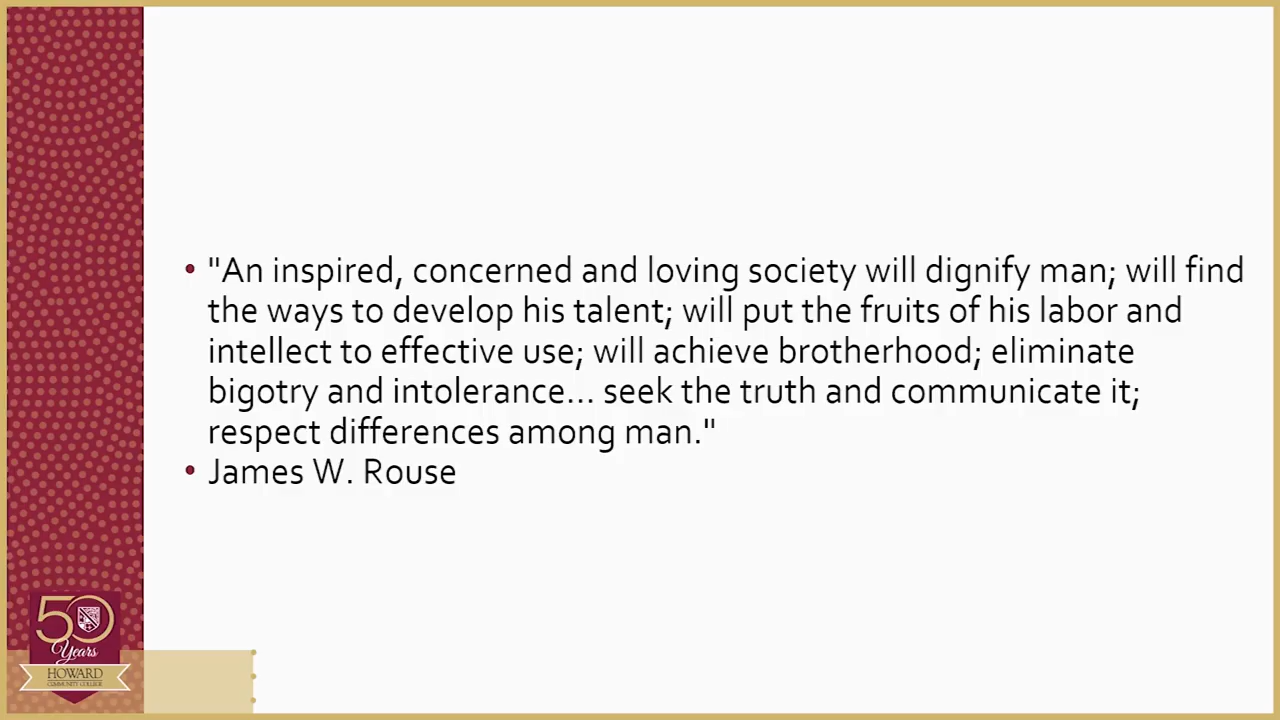 • "An inspired, concerned and loving society will dignify man; will find
the ways to develop his talent; will put the fruits of his labor and
intellect to effective use; will achieve brotherhood; eliminate
bigotry and intolerance... seek the truth and communicate it;
respect differences among man."
• James W. Rouse
50
Years
HOWARD
COMMUNITY COLLEGE